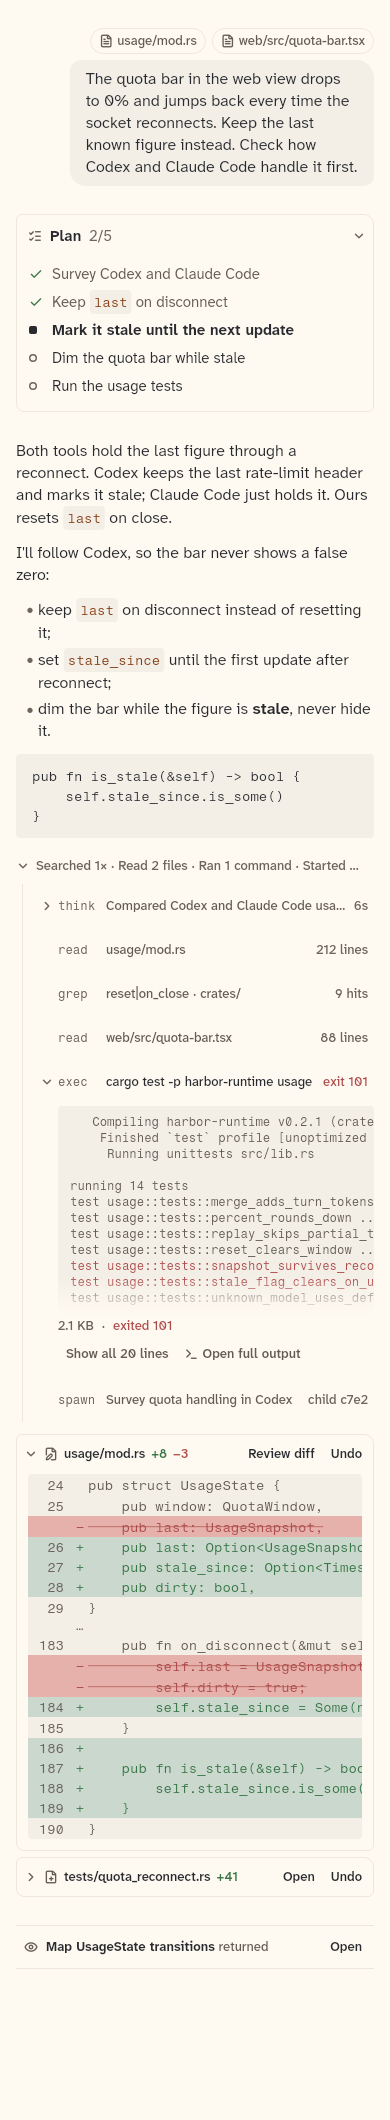 usage/mod.rs web/src/quota-bar.tsx
The quota bar in the web view drops
to 0% and jumps back every time the
socket reconnects. Keep the last
known figure instead. Check how
Codex and Claude Code handle it first.
Plan 2/5
Survey Codex and Claude Code
Keep last on disconnect
Mark it stale until the next update
Dim the quota bar while stale
Run the usage tests
Both tools hold the last figure through a
reconnect. Codex keeps the last rate-limit header
and marks it stale; Claude Code just holds it. Ours
resets last on close.
I'll follow Codex, so the bar never shows a false
zero:
• keep last on disconnect instead of resetting
it;
• set stale_since until the first update after
reconnect;
• dim the bar while the figure is stale, never hide
it.
pub fn is_stale(&self) -> bool {
    self.stale_since.is_some()
}
Searched 1× · Read 2 files · Ran 1 command · Started ...
think Compared Codex and Claude Code usa... 6s
read usage/mod.rs 212 lines
grep reset|on_close · crates/ 9 hits
read web/src/quota-bar.tsx 88 lines
exec cargo test -p harbor-runtime usage exit 101
Compiling harbor-runtime v0.2.1 (crate
Finished `test` profile [unoptimized
Running unittests src/lib.rs
running 14 tests
test usage::tests::merge_adds_turn_tokens
test usage::tests::percent_rounds_down ..
test usage::tests::replay_skips_partial_t
test usage::tests::reset_clears_window ..
test usage::tests::snapshot_survives_reco
test usage::tests::stale_flag_clears_on_u
test usage::tests::unknown_model_uses_def
2.1 KB · exited 101
Show all 20 lines Open full output
spawn Survey quota handling in Codex child c7e2
usage/mod.rs +8 −3 Review diff Undo
24 pub struct UsageState {
25     pub window: QuotaWindow,
−     pub last: UsageSnapshot,
26 +     pub last: Option<UsageSnapsho
27 +     pub stale_since: Option<Times
28 +     pub dirty: bool,
29 }
…
183     pub fn on_disconnect(&mut sel
−         self.last = UsageSnapshot
−         self.dirty = true;
184 +         self.stale_since = Some(n
185     }
186 +
187 +     pub fn is_stale(&self) -> boo
188 +         self.stale_since.is_some(
189 +     }
190 }
tests/quota_reconnect.rs +41 Open Undo
Map UsageState transitions returned Open